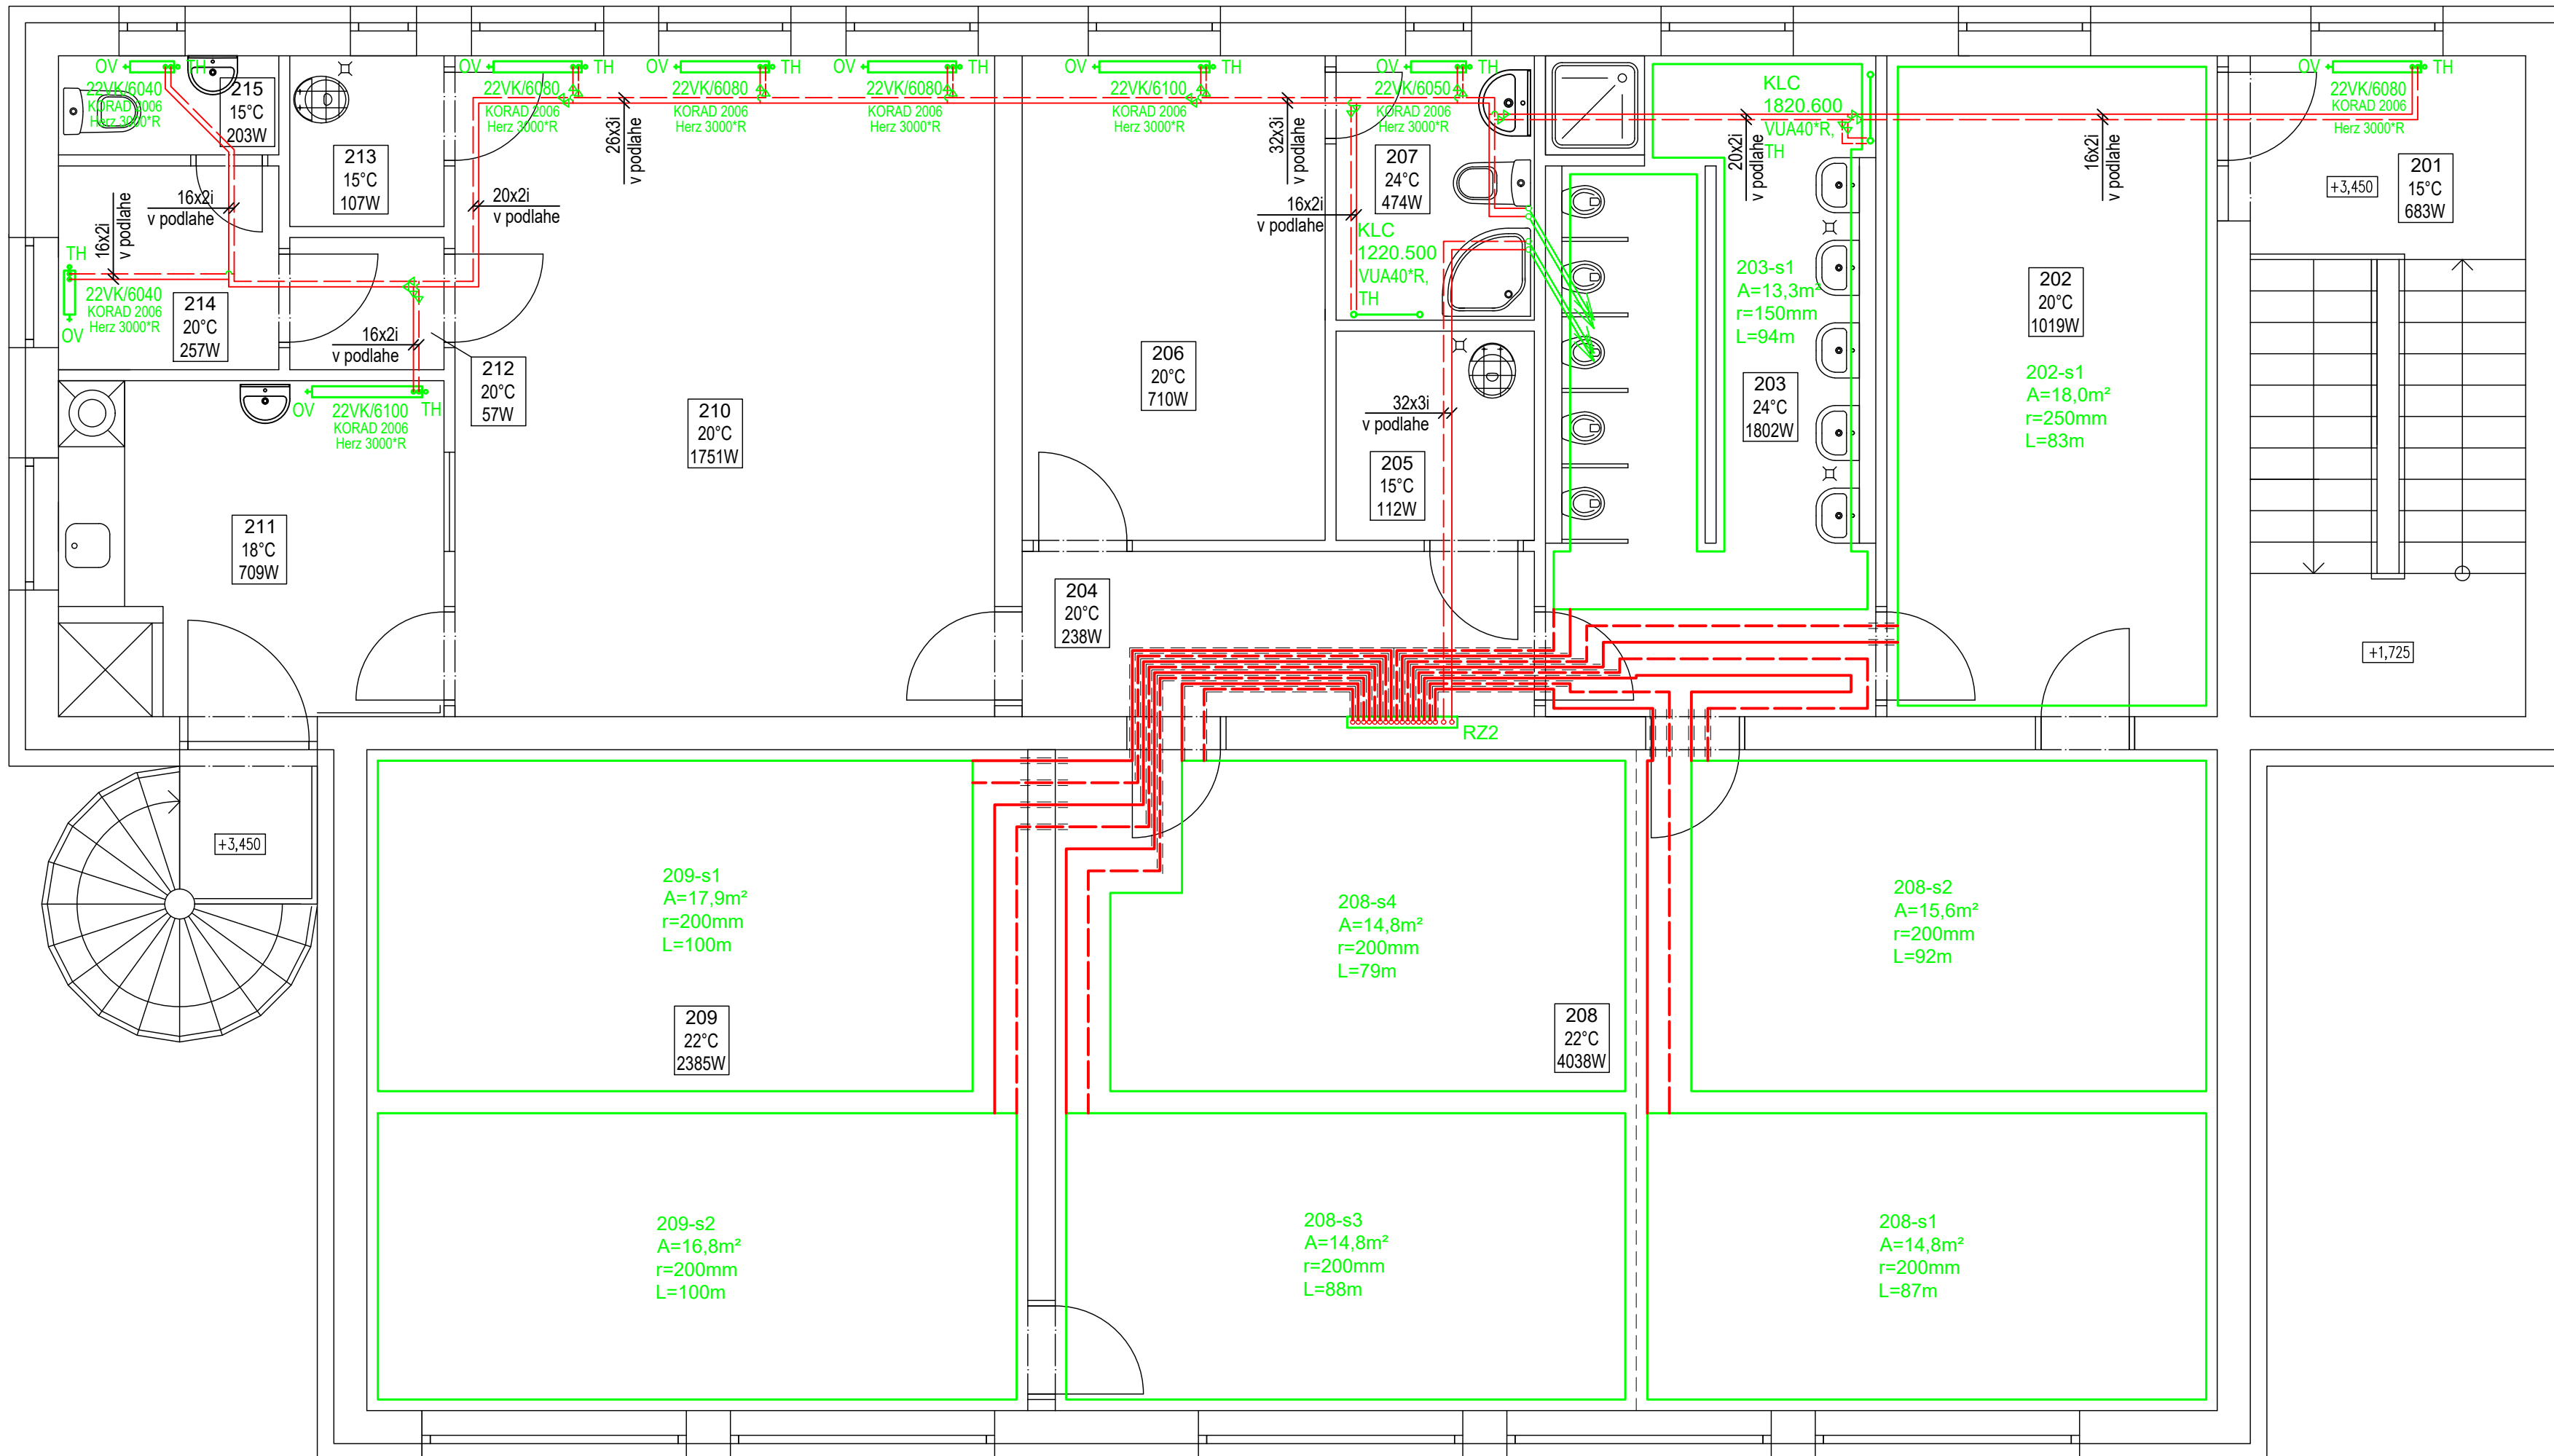 OV
TH
22VK/6040
KORAD 2006
Herz 3000*R
215
15°C
203W
213
15°C
107W
OV
TH
22VK/6080
KORAD 2006
Herz 3000*R
OV
TH
22VK/6080
KORAD 2006
Herz 3000*R
OV
TH
22VK/6080
KORAD 2006
Herz 3000*R
OV
TH
22VK/6100
KORAD 2006
Herz 3000*R
OV
TH
22VK/6050
KORAD 2006
Herz 3000*R
KLC
1820.600
VUA40*R,
TH
OV
TH
22VK/6080
KORAD 2006
Herz 3000*R
26x3i
v podlahe
32x3i
v podlahe
20x2i
v podlahe
16x2i
v podlahe
207
24°C
474W
201
15°C
683W
+3,450
16x2i
v podlahe
16x2i
v podlahe
20x2i
v podlahe
16x2i
v podlahe
KLC
1220.500
VUA40*R,
TH
TH
22VK/6040
KORAD 2006
Herz 3000*R
OV
214
20°C
257W
16x2i
v podlahe
212
20°C
57W
203-s1
A=13,3m²
r=150mm
L=94m
202
20°C
1019W
202-s1
A=18,0m²
r=250mm
L=83m
OV
22VK/6100
TH
KORAD 2006
Herz 3000*R
210
20°C
1751W
206
20°C
710W
32x3i
v podlahe
203
24°C
1802W
205
15°C
112W
211
18°C
709W
204
20°C
238W
+1,725
RZ2
+3,450
209-s1
A=17,9m²
r=200mm
L=100m
208-s4
A=14,8m²
r=200mm
L=79m
208-s2
A=15,6m²
r=200mm
L=92m
209
22°C
2385W
208
22°C
4038W
209-s2
A=16,8m²
r=200mm
L=100m
208-s3
A=14,8m²
r=200mm
L=88m
208-s1
A=14,8m²
r=200mm
L=87m